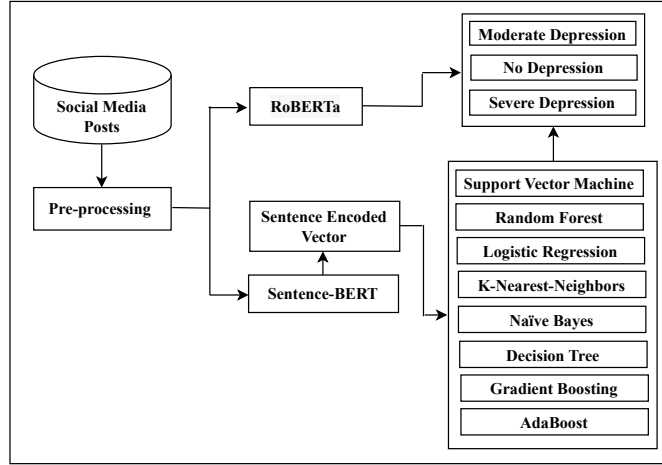 Social Media
Posts
Pre-processing
RoBERTa
Sentence Encoded
Vector
Sentence-BERT
Moderate Depression
No Depression
Severe Depression
Support Vector Machine
Random Forest
Logistic Regression
K-Nearest-Neighbors
Naïve Bayes
Decision Tree
Gradient Boosting
AdaBoost